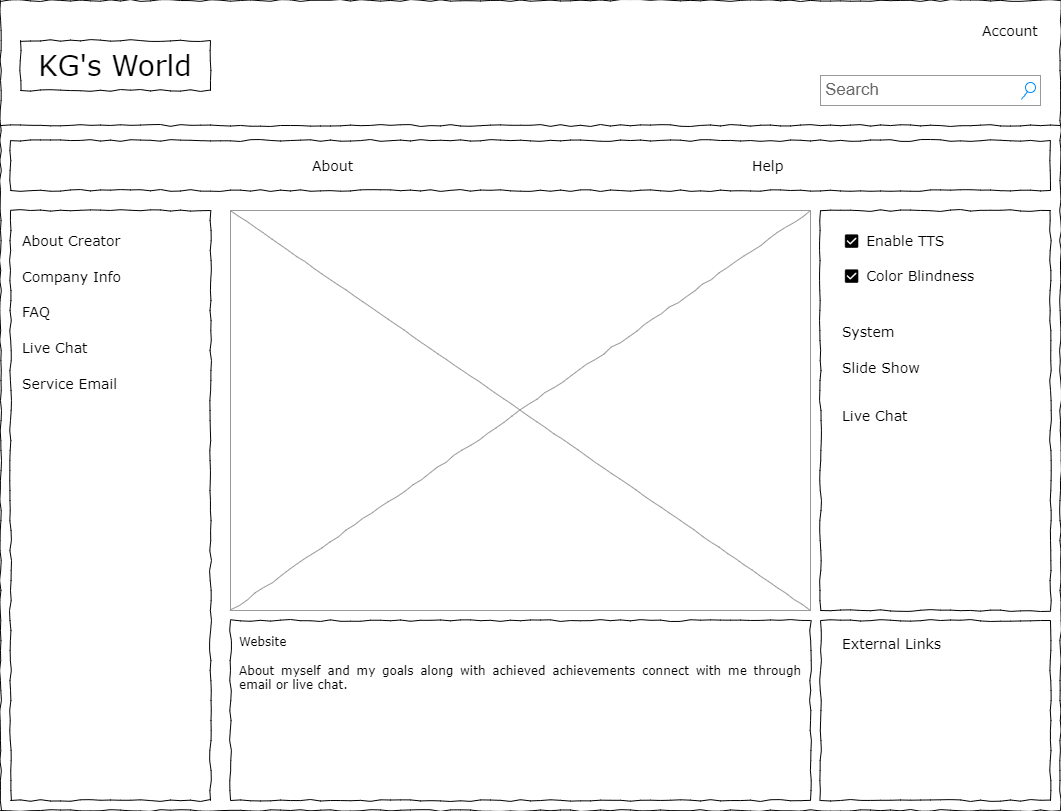 Account
KG's World
Search
About
Help
About Creator
Company Info
FAQ
Live Chat
Service Email
Enable TTS
Color Blindness
System
Slide Show
Live Chat
Website
About myself and my goals along with achieved achievements connect with me through
email or live chat.
External Links